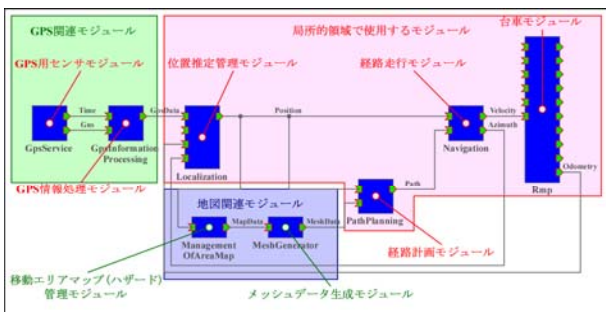 GPS関連モジュール
GPS用センサモジュール
Time
Gns
GpsData
GpsService
GpsInformation
Processing
GPS情報処理モジュール
局所的領域で使用するモジュール
台車モジュール
位置推定管理モジュール
経路走行モジュール
Position
Velocity
Azimuth
Localization
Navigation
Odometry
Rmp
Path
PathPlanning
経路計画モジュール
地図関連モジュール
MapData
MeshData
Management
OfAreaMap
MeshGenerator
移動エリアマップ(ハザード)
管理モジュール
メッシュデータ生成モジュール